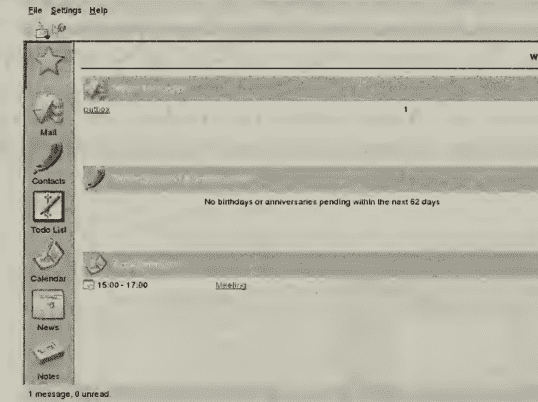 File Settings Help
W
outbox 1
Mail
Contacts
No birthdays or anniversaries pending within the next 62 days
Todo List
Calendar
15:00 - 17:00 Meeting
News
Notes
1 message, 0 unread.